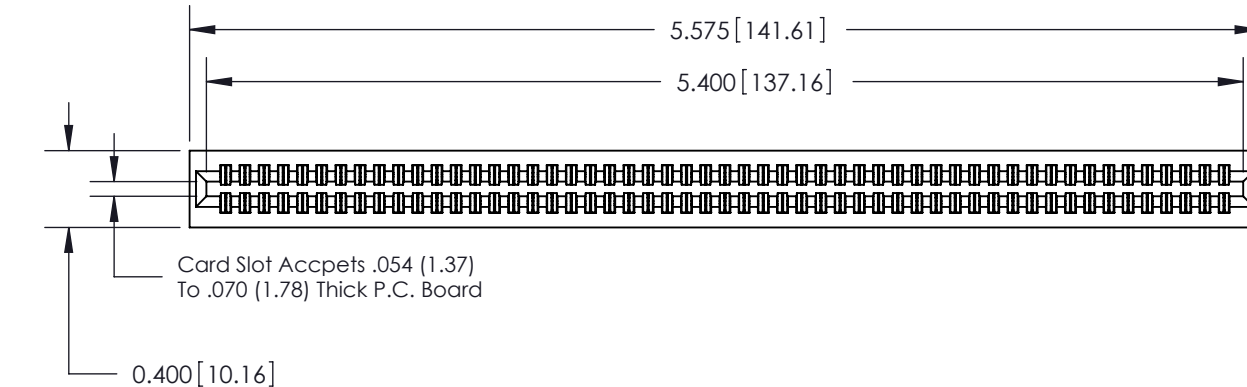 5.575 [141.61]
5.400 [137.16]
Card Slot Accpets .054 (1.37)
To .070 (1.78) Thick P.C. Board
0.400 [10.16]